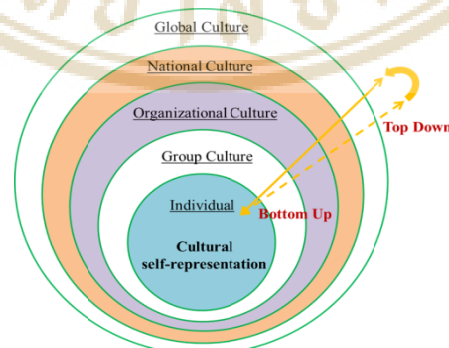 Global Culture
National Culture
Organizational Culture
Top Down
Group Culture
Individual
Bottom Up
Cultural
self-representation